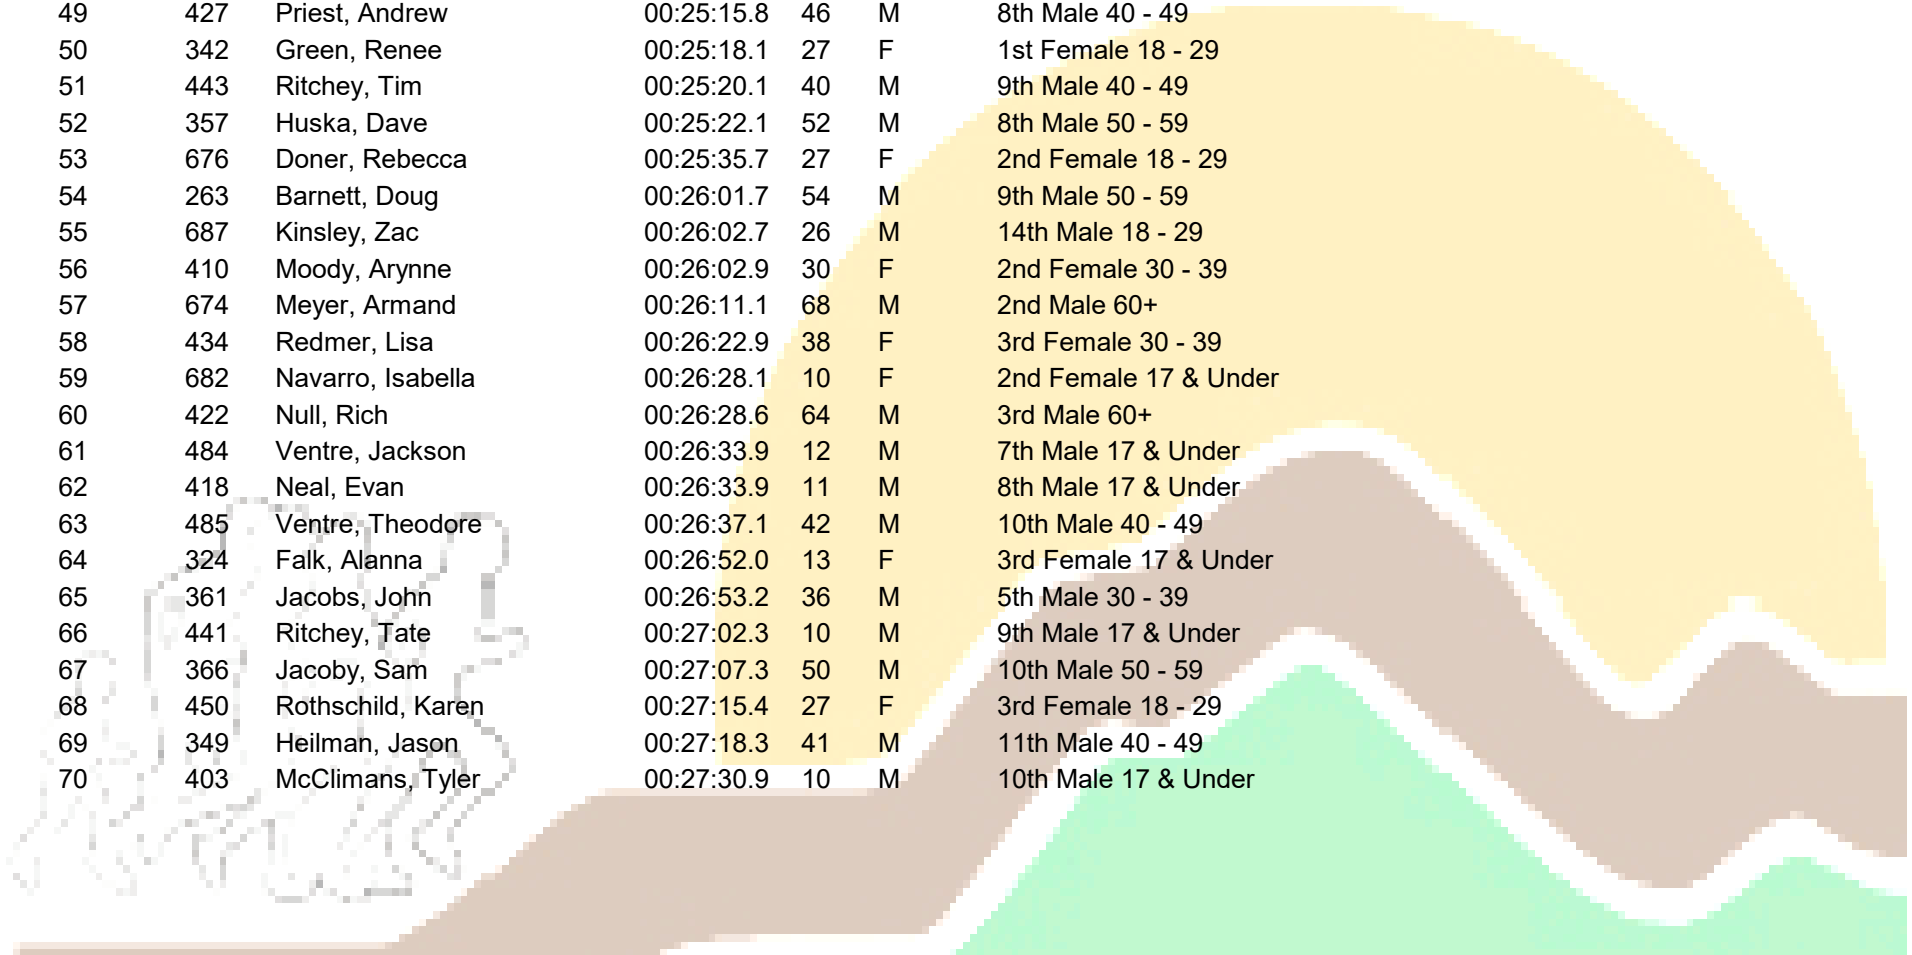 49 427 Priest, Andrew 00:25:15.8 46 M 8th Male 40 - 49
50 342 Green, Renee 00:25:18.1 27 F 1st Female 18 - 29
51 443 Ritchey, Tim 00:25:20.1 40 M 9th Male 40 - 49
52 357 Huska, Dave 00:25:22.1 52 M 8th Male 50 - 59
53 676 Doner, Rebecca 00:25:35.7 27 F 2nd Female 18 - 29
54 263 Barnett, Doug 00:26:01.7 54 M 9th Male 50 - 59
55 687 Kinsley, Zac 00:26:02.7 26 M 14th Male 18 - 29
56 410 Moody, Arynne 00:26:02.9 30 F 2nd Female 30 - 39
57 674 Meyer, Armand 00:26:11.1 68 M 2nd Male 60+
58 434 Redmer, Lisa 00:26:22.9 38 F 3rd Female 30 - 39
59 682 Navarro, Isabella 00:26:28.1 10 F 2nd Female 17 & Under
60 422 Null, Rich 00:26:28.6 64 M 3rd Male 60+
61 484 Ventre, Jackson 00:26:33.9 12 M 7th Male 17 & Under
62 418 Neal, Evan 00:26:33.9 11 M 8th Male 17 & Under
63 485 Ventre, Theodore 00:26:37.1 42 M 10th Male 40 - 49
64 324 Falk, Alanna 00:26:52.0 13 F 3rd Female 17 & Under
65 361 Jacobs, John 00:26:53.2 36 M 5th Male 30 - 39
66 441 Ritchey, Tate 00:27:02.3 10 M 9th Male 17 & Under
67 366 Jacoby, Sam 00:27:07.3 50 M 10th Male 50 - 59
68 450 Rothschild, Karen 00:27:15.4 27 F 3rd Female 18 - 29
69 349 Heilman, Jason 00:27:18.3 41 M 11th Male 40 - 49
70 403 McClimans, Tyler 00:27:30.9 10 M 10th Male 17 & Under